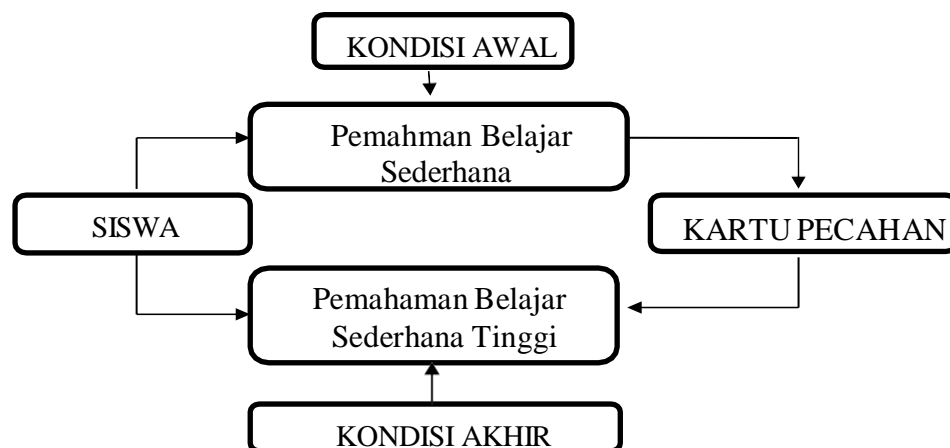 KONDISI AWAL
Pemahman Belajar
Sederhana
SISWA
KARTU PECAHAN
Pemahaman Belajar
Sederhana Tinggi
KONDISI AKHIR